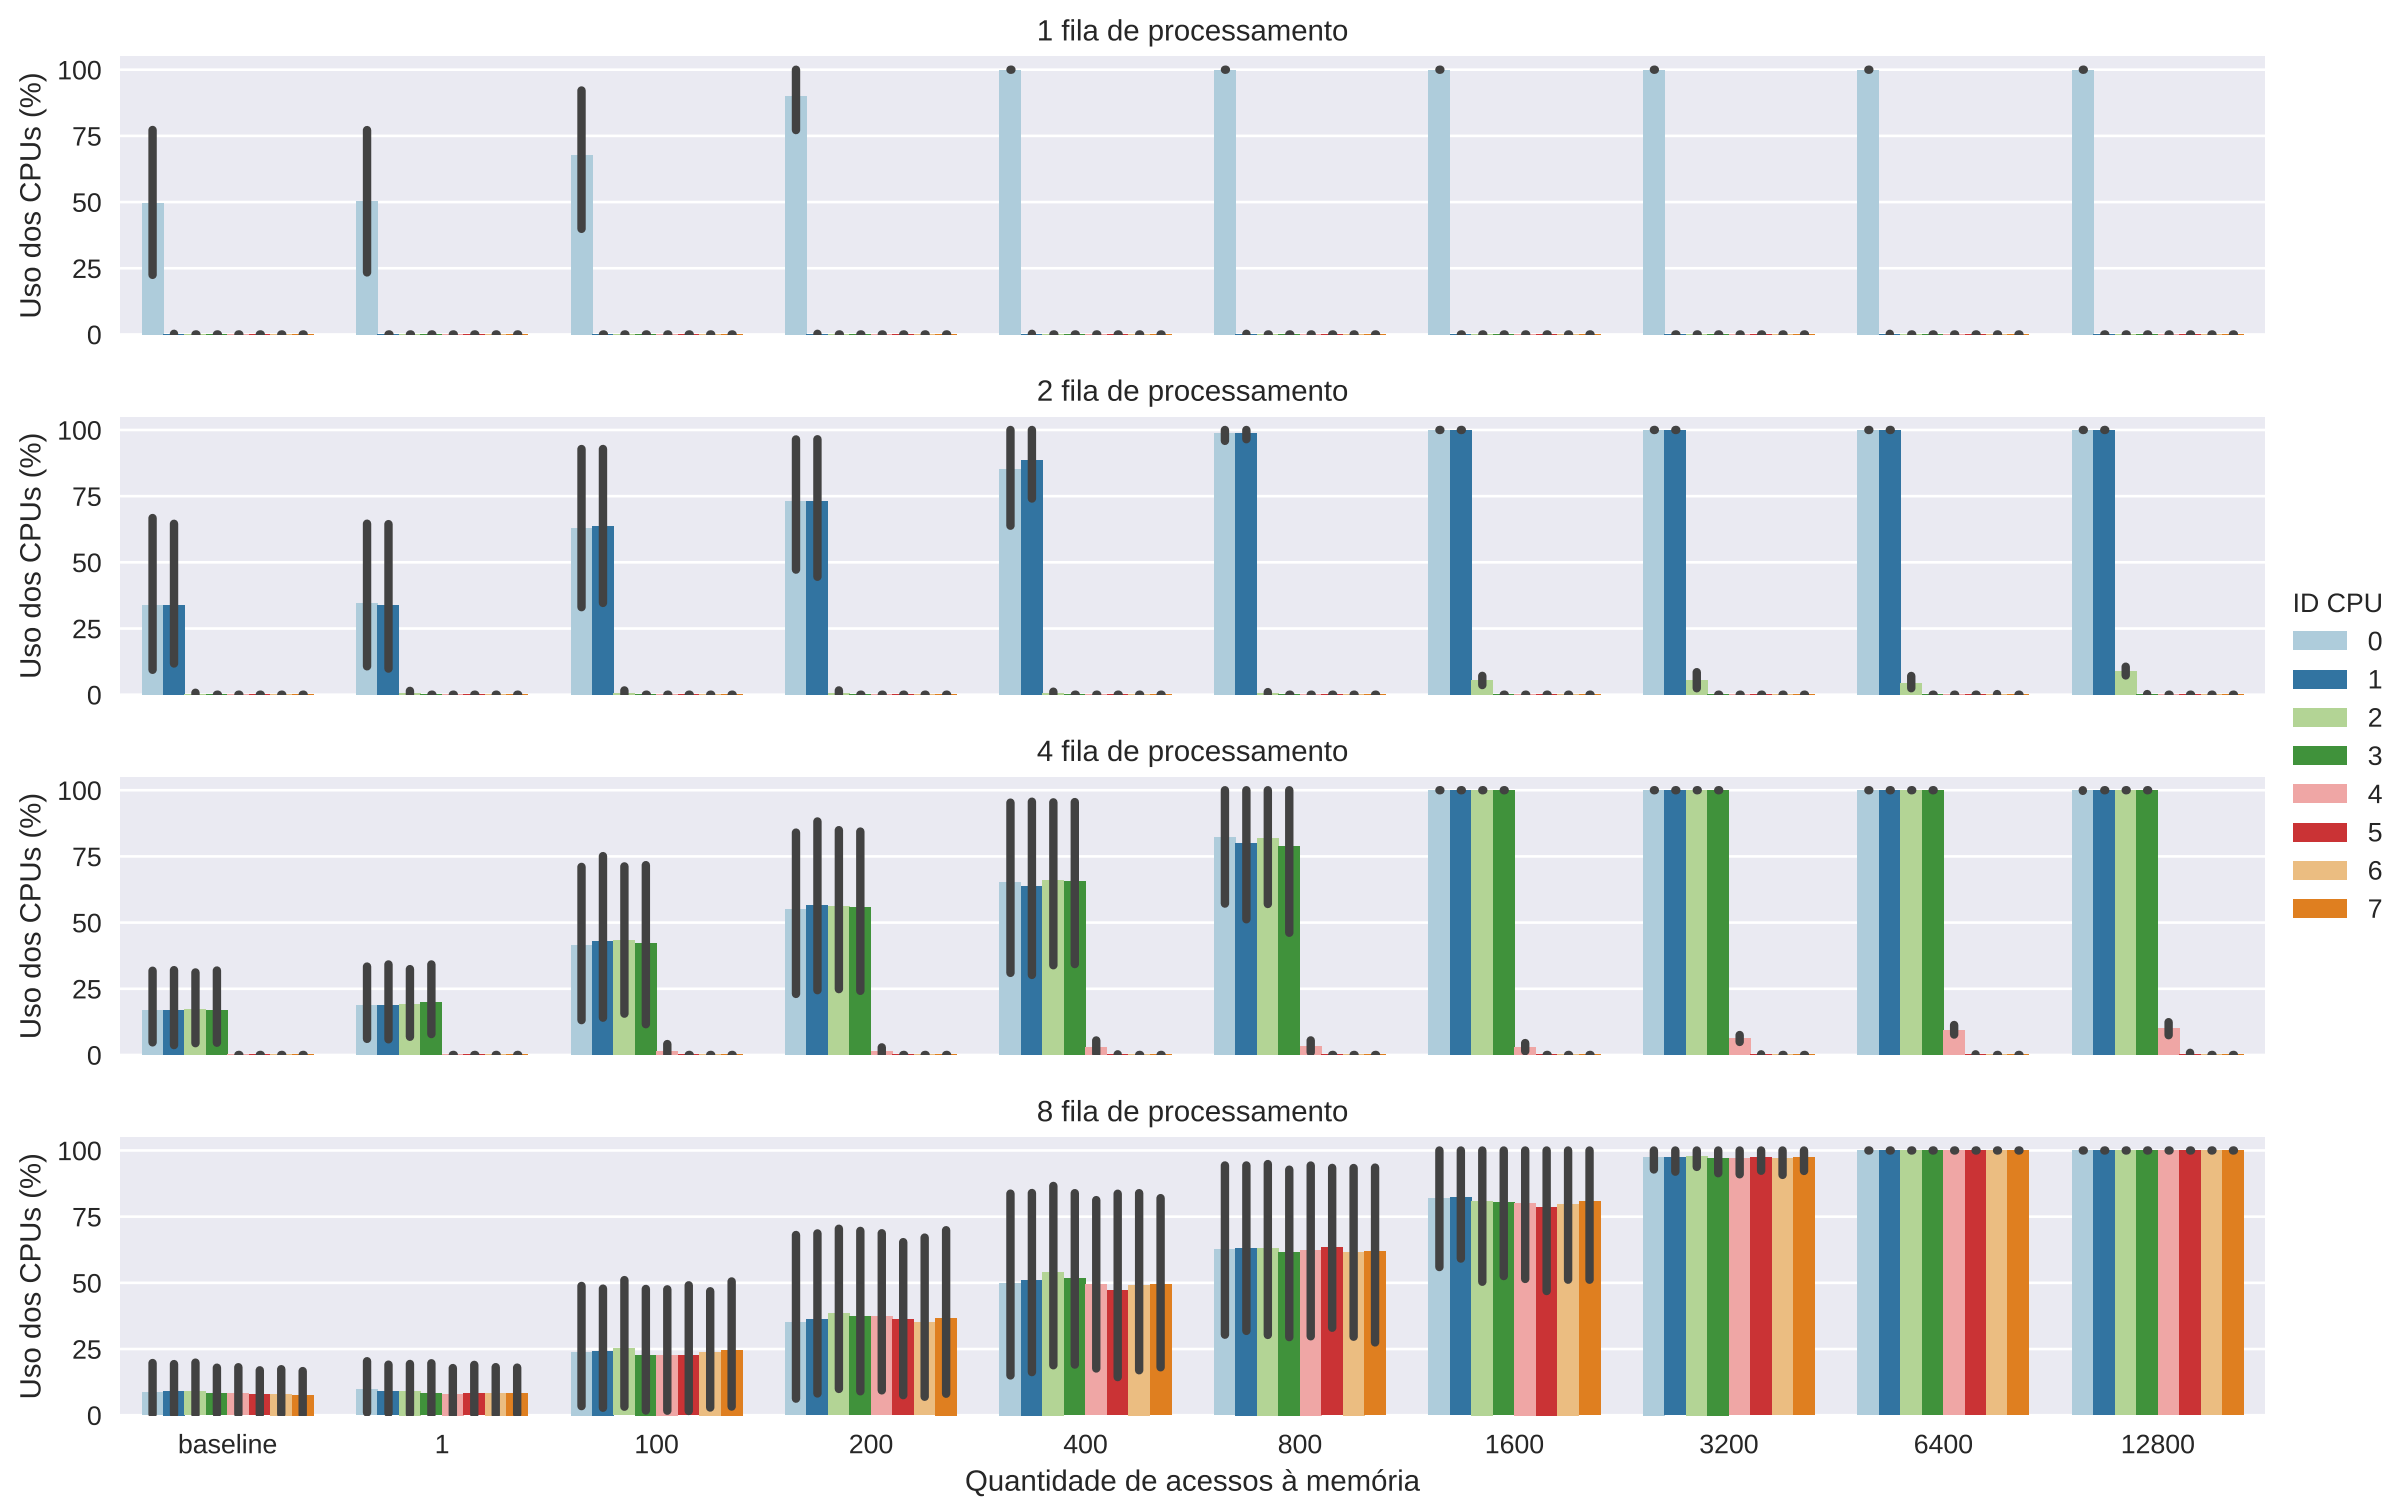 1 fila de processamento
Uso dos CPUs (%)
100
75
50
25
0
2 fila de processamento
Uso dos CPUs (%)
100
75
50
25
0
4 fila de processamento
Uso dos CPUs (%)
100
75
50
25
0
8 fila de processamento
Uso dos CPUs (%)
100
75
50
25
0
baseline 1 100 200 400 800 1600 3200 6400 12800
Quantidade de acessos à memória
ID CPU
0
1
2
3
4
5
6
7